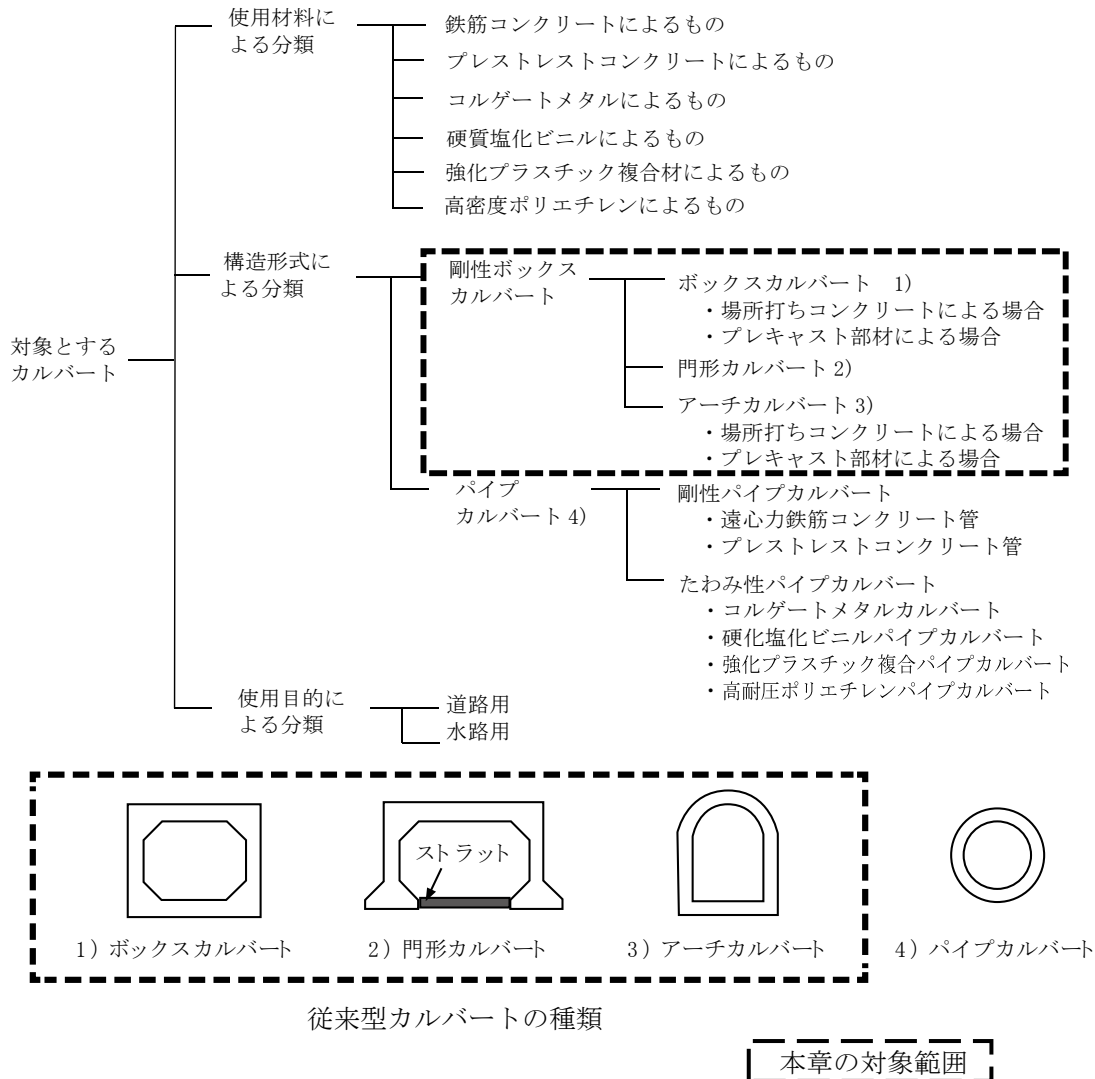 使用材料に
よる分類
鉄筋コンクリートによるもの
プレストレストコンクリートによるもの
コルゲートメタルによるもの
硬質塩化ビニルによるもの
強化プラスチック複合材によるもの
高密度ポリエチレンによるもの
対象とする
カルバート
構造形式に
よる分類
剛性ボックス
カルバート
ボックスカルバート 1)
・場所打ちコンクリートによる場合
・プレキャスト部材による場合
門形カルバート 2)
アーチカルバート 3)
・場所打ちコンクリートによる場合
・プレキャスト部材による場合
パイプ
カルバート 4)
剛性パイプカルバート
・遠心力鉄筋コンクリート管
・プレストレストコンクリート管
たわみ性パイプカルバート
・コルゲートメタルカルバート
・硬化塩化ビニルパイプカルバート
・強化プラスチック複合パイプカルバート
・高耐圧ポリエチレンパイプカルバート
使用目的に
よる分類
道路用
水路用
ストラット
1) ボックスカルバート
2) 門形カルバート
3) アーチカルバート
4) パイプカルバート
従来型カルバートの種類
本章の対象範囲